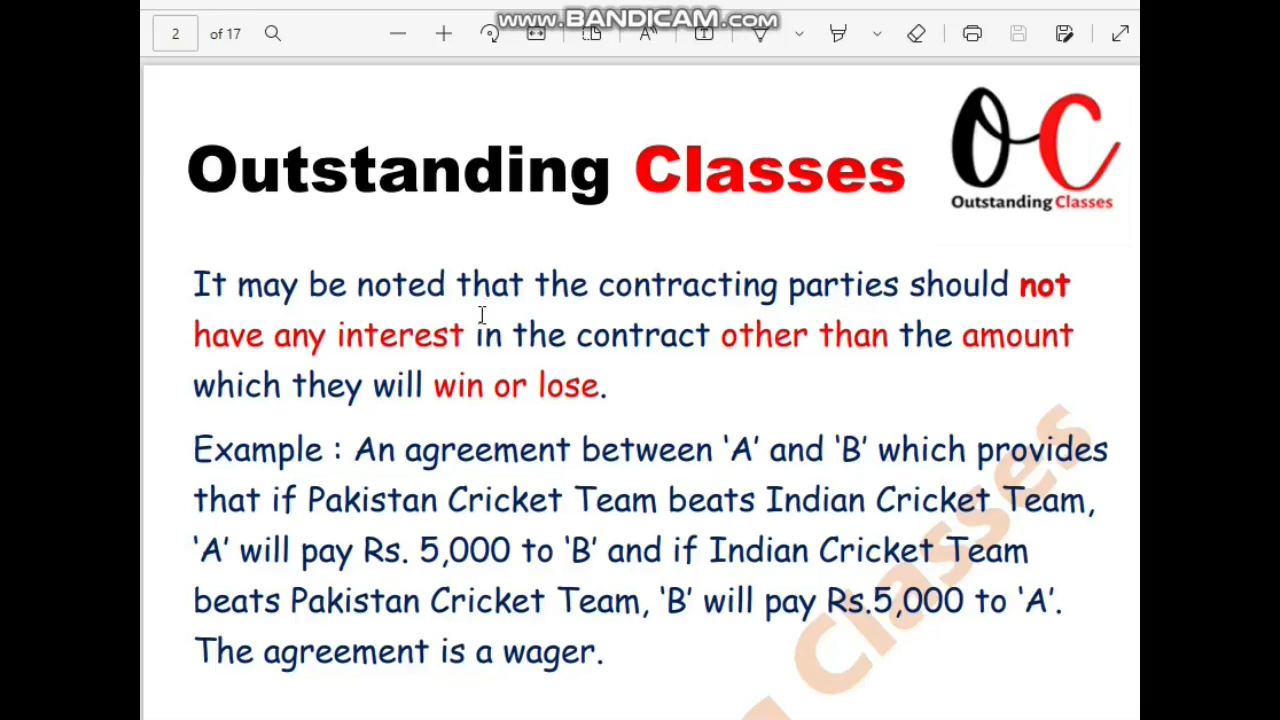 www.BANDICAM.com
2 of 17
Outstanding Classes
OC
Outstanding Classes
It may be noted that the contracting parties should not
have any interest in the contract other than the amount
which they will win or lose.
Example : An agreement between ‘A’ and ‘B’ which provides
that if Pakistan Cricket Team beats Indian Cricket Team,
‘A’ will pay Rs. 5,000 to ‘B’ and if Indian Cricket Team
beats Pakistan Cricket Team, ‘B’ will pay Rs.5,000 to ‘A’.
The agreement is a wager.
Classes